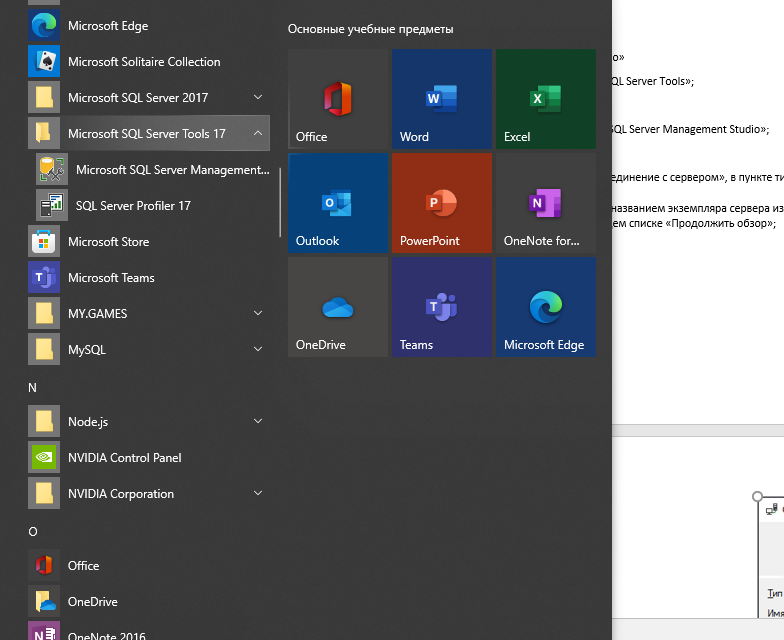 Microsoft Edge
Microsoft Solitaire Collection
Microsoft SQL Server 2017
Microsoft SQL Server Tools 17
Microsoft SQL Server Management...
SQL Server Profiler 17
Microsoft Store
Microsoft Teams
MY.GAMES
MySQL
N
Node.js
NVIDIA Control Panel
NVIDIA Corporation
O
Office
OneDrive
OneNote 2016
Основные учебные предметы
Office
Word
Excel
Outlook
PowerPoint
OneNote for...
OneDrive
Teams
Microsoft Edge
о»
QL Server Tools»;
SQL Server Management Studio»;
единение с сервером», в пункте ти
названием экземпляра сервера из
ем списке «Продолжить обзор»;
Тип
Имя